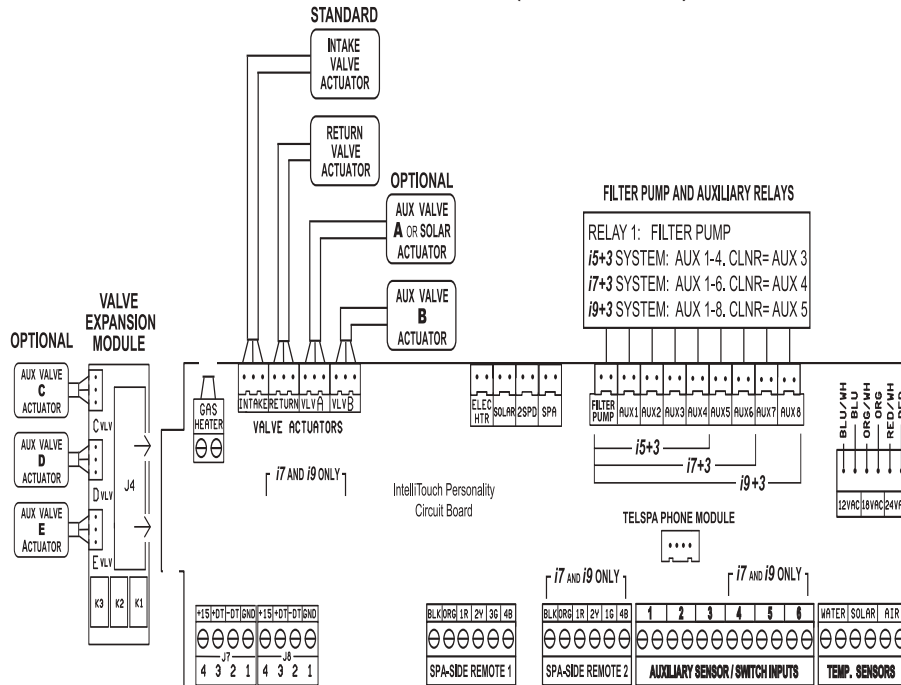 STANDARD
INTAKE
VALVE
ACTUATOR
RETURN
VALVE
ACTUATOR
OPTIONAL
AUX VALVE
A OR SOLAR
ACTUATOR
AUX VALVE
B
ACTUATOR
FILTER PUMP AND AUXILIARY RELAYS
RELAY 1: FILTER PUMP
i5+3 SYSTEM: AUX 1-4. CLNR= AUX 3
i7+3 SYSTEM: AUX 1-6. CLNR= AUX 4
i9+3 SYSTEM: AUX 1-8. CLNR= AUX 5
VALVE
EXPANSION
MODULE
OPTIONAL
AUX VALVE
C
ACTUATOR
AUX VALVE
D
ACTUATOR
AUX VALVE
E
ACTUATOR
C VLV
D VLV
E VLV
J4
K3 K2 K1
GAS
HEATER
INTAKE RETURN VLV A VLV B
VALVE ACTUATORS
i7 AND i9 ONLY
ELEC
HTR
SOLAR 2SPD SPA
FILTER
PUMP
AUX1 AUX2 AUX3 AUX4 AUX5 AUX6 AUX7 AUX8
i5+3
i7+3
i9+3
IntelliTouch Personality
Circuit Board
TELSPA PHONE MODULE
BLU/WH
BLU
ORG/WH
ORG
RED/WH
12VAC 18VAC
i7 AND i9 ONLY
i7 AND i9 ONLY
+15 +DT -DT GND +15 +DT -DT GND
J7 J8
4 3 2 1 4 3 2 1
BLK ORG 1R 2Y 3G 4B
SPA-SIDE REMOTE 1
BLK ORG 1R 2Y 1G 4B
SPA-SIDE REMOTE 2
1 2 3 4 5 6
AUXILIARY SENSOR / SWITCH INPUTS
WATER SOLAR AIR
TEMP. SENSORS